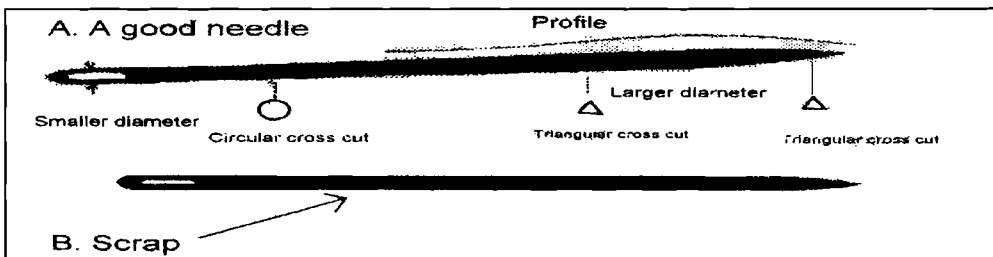 A. A good needle
Profile
Smaller diameter
Circular cross cut
Triangular cross cut
Larger diameter
Triangular cross cut
B. Scrap